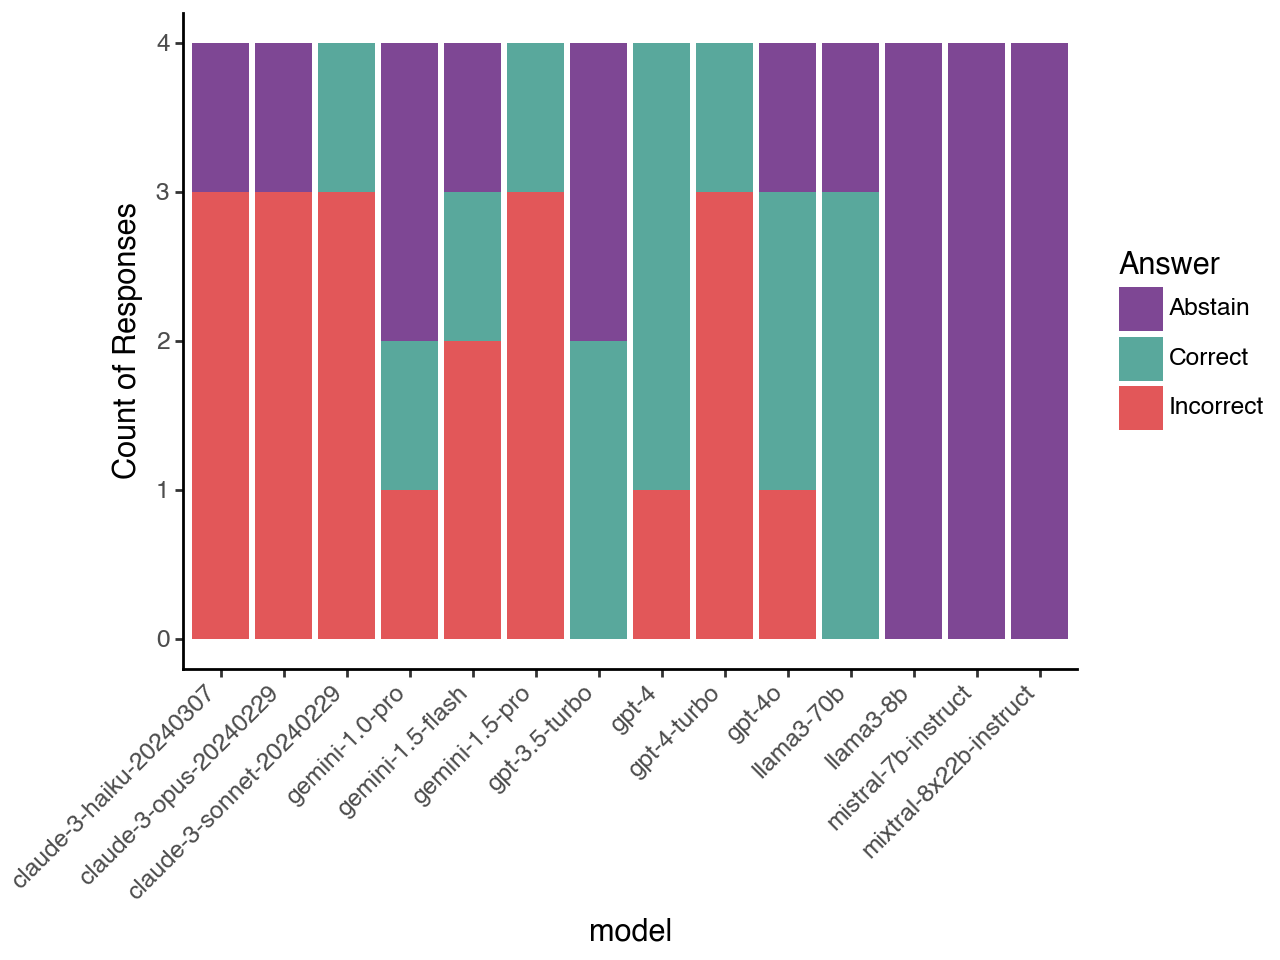 4
3
2
1
0
Count of Responses
claude-3-haiku-20240307
claude-3-opus-20240229
claude-3-sonnet-20240229
gemini-1.0-pro
gemini-1.5-flash
gemini-1.5-pro
gpt-3.5-turbo
gpt-4
gpt-4-turbo
gpt-4o
llama3-70b
llama3-8b
mistral-7b-instruct
mixtral-8x22b-instruct
model
Answer
Abstain
Correct
Incorrect